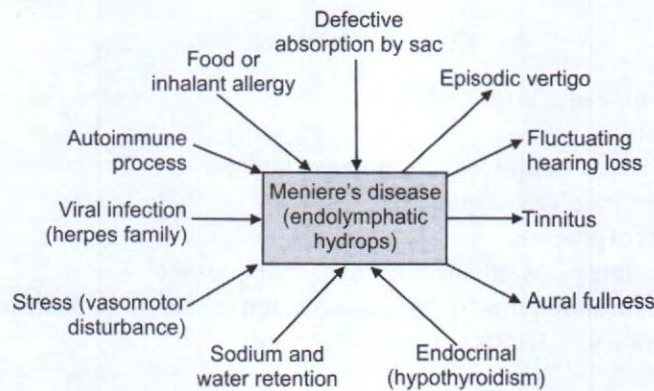 Defective
absorption by sac
Food or
inhalant allergy
Episodic vertigo
Autoimmune
process
Fluctuating
hearing loss
Meniere's disease
(endolymphatic
hydrops)
Viral infection
(herpes family)
Tinnitus
Stress (vasomotor
disturbance)
Aural fullness
Sodium and
water retention
Endocrinal
(hypothyroidism)